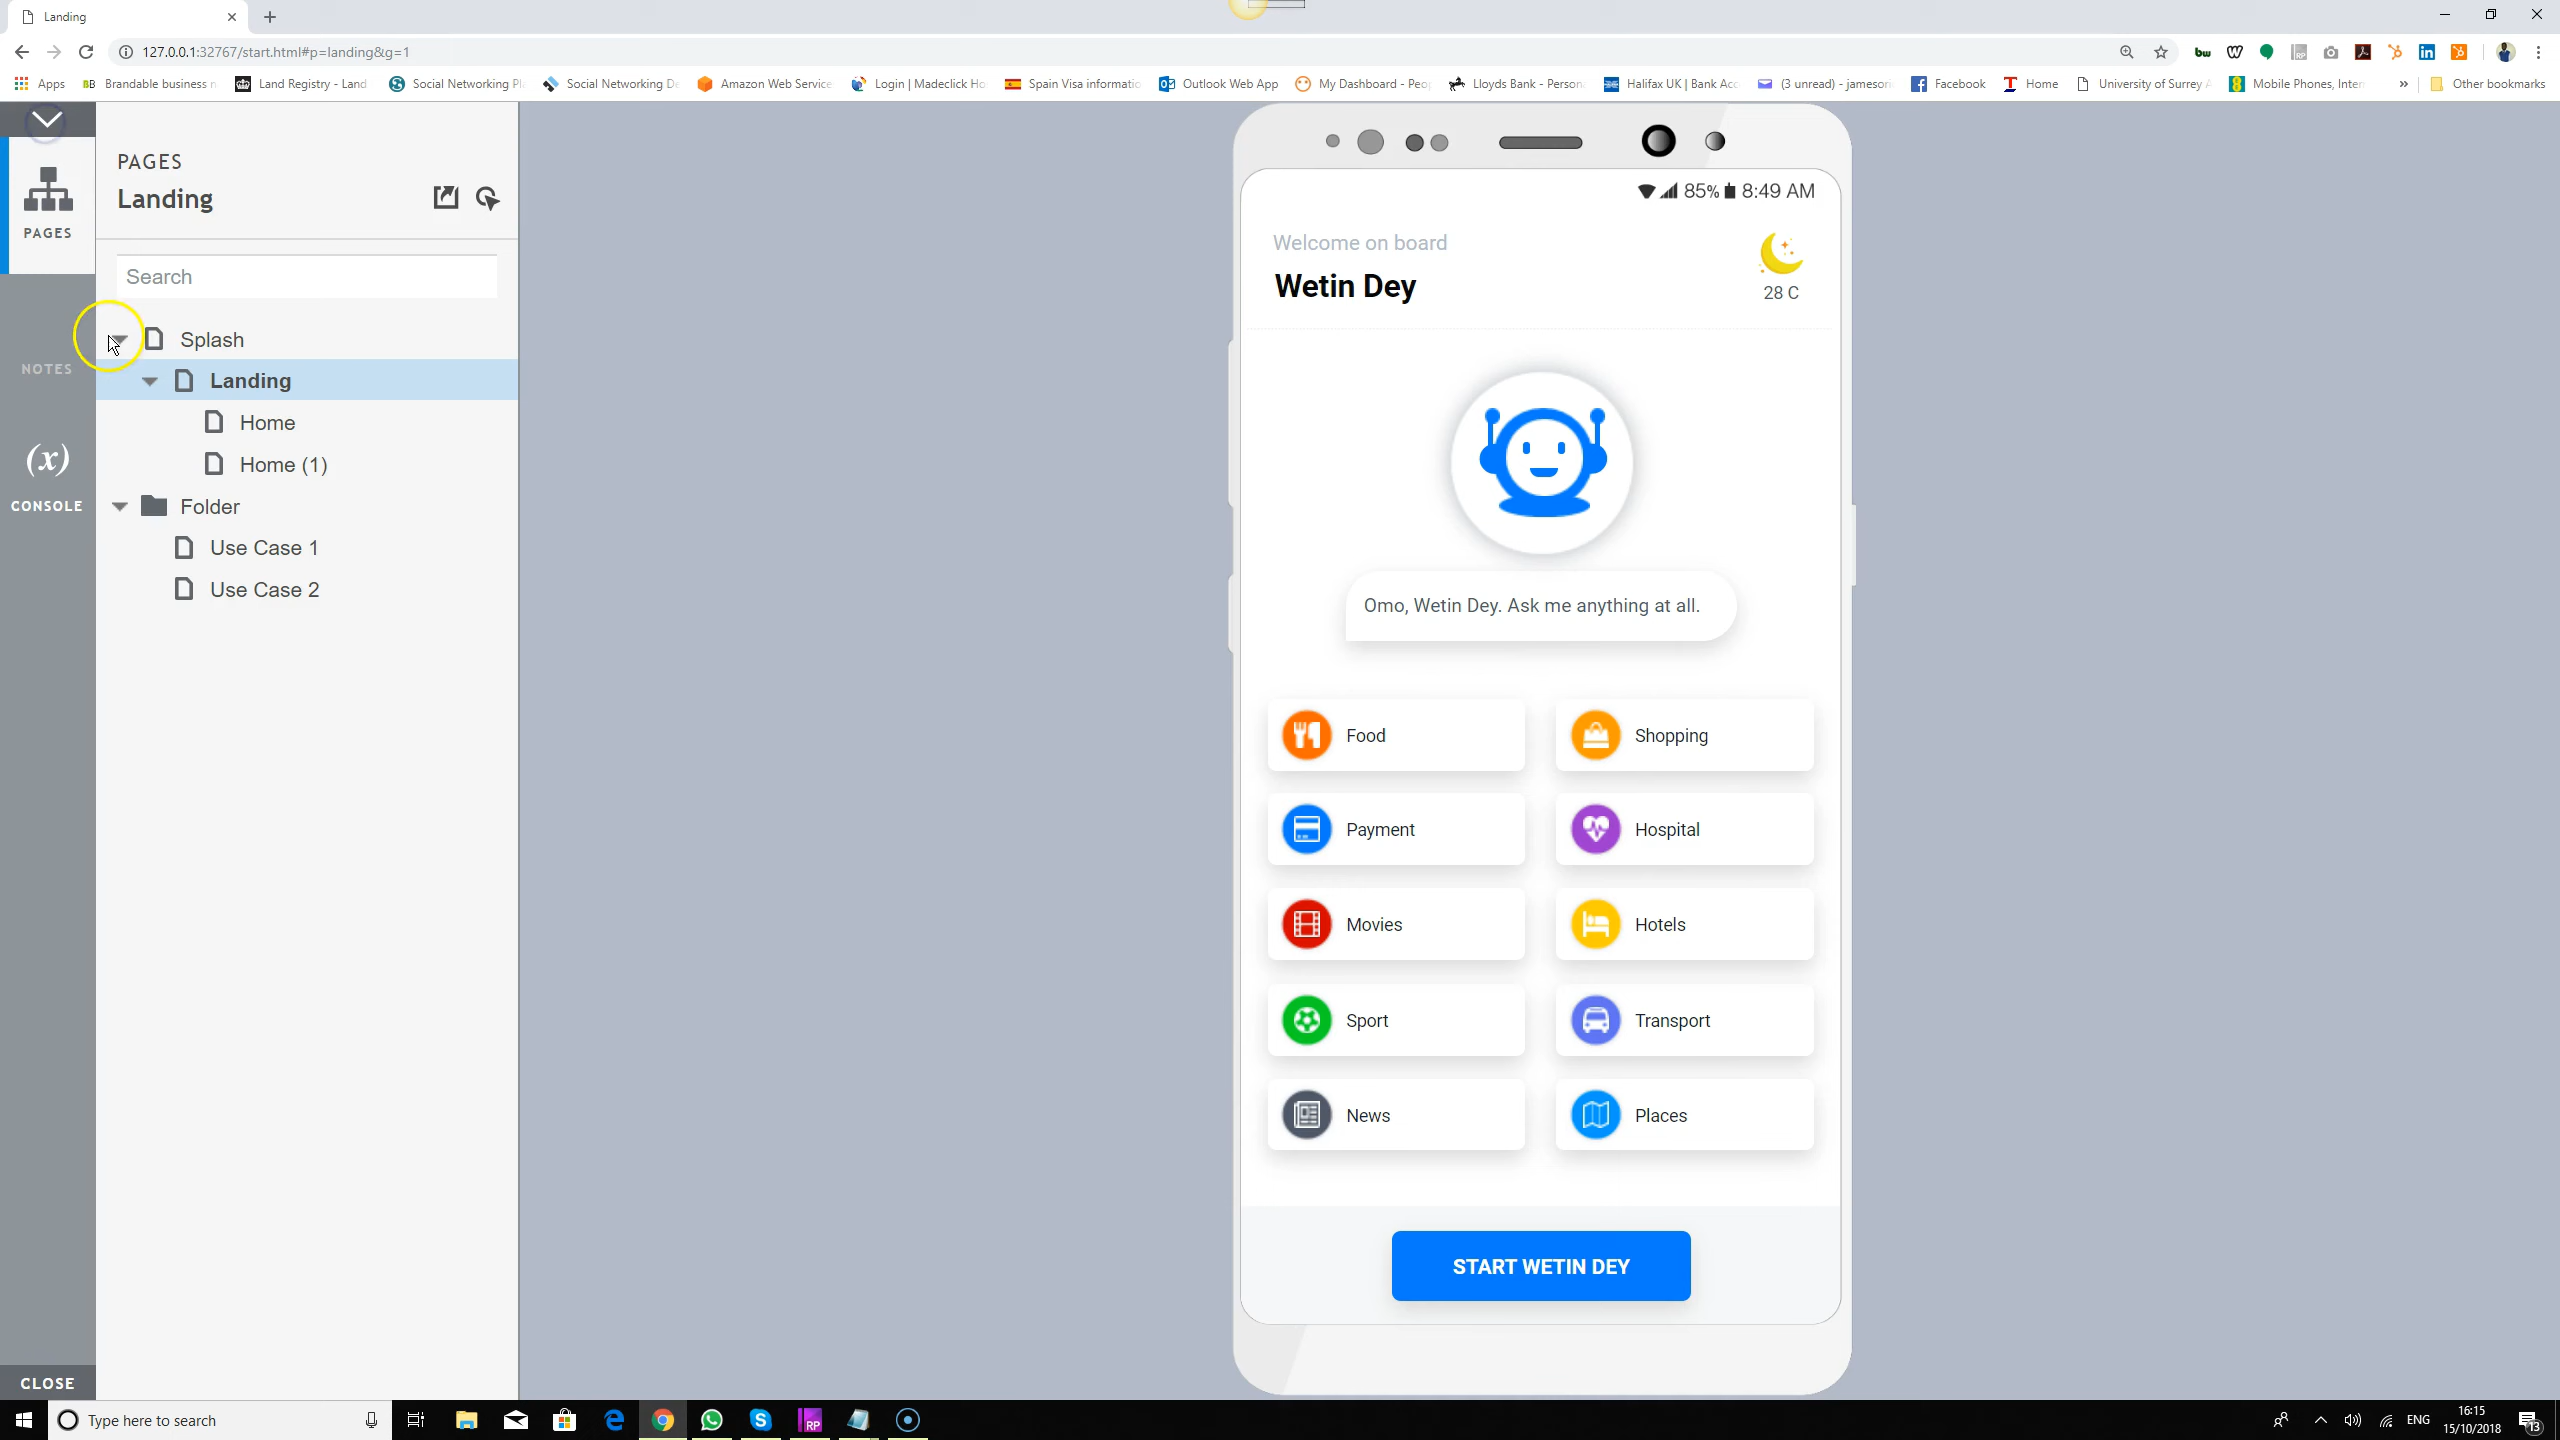 Landing
127.0.0.1:32767/start.html#p=landing&g=1
Apps
Brandable business n
Land Registry - Land
Social Networking Pl
Social Networking De
Amazon Web Service
Login | Madeclick Ho
Spain Visa informatio
Outlook Web App
My Dashboard - Peop
Lloyds Bank - Person
Halifax UK | Bank Acc
(3 unread) - jamesori
Facebook
Home
University of Surrey A
Mobile Phones, Inter
»
Other bookmarks
PAGES
Landing
PAGES
Search
Splash
NOTES
Landing
Home
Home (1)
(x)
CONSOLE
Folder
Use Case 1
Use Case 2
CLOSE
85% 8:49 AM
Welcome on board
Wetin Dey
28 C
Omo, Wetin Dey. Ask me anything at all.
Food
Shopping
Payment
Hospital
Movies
Hotels
Sport
Transport
News
Places
START WETIN DEY
Type here to search
RP
ENG
16:15
15/10/2018
13